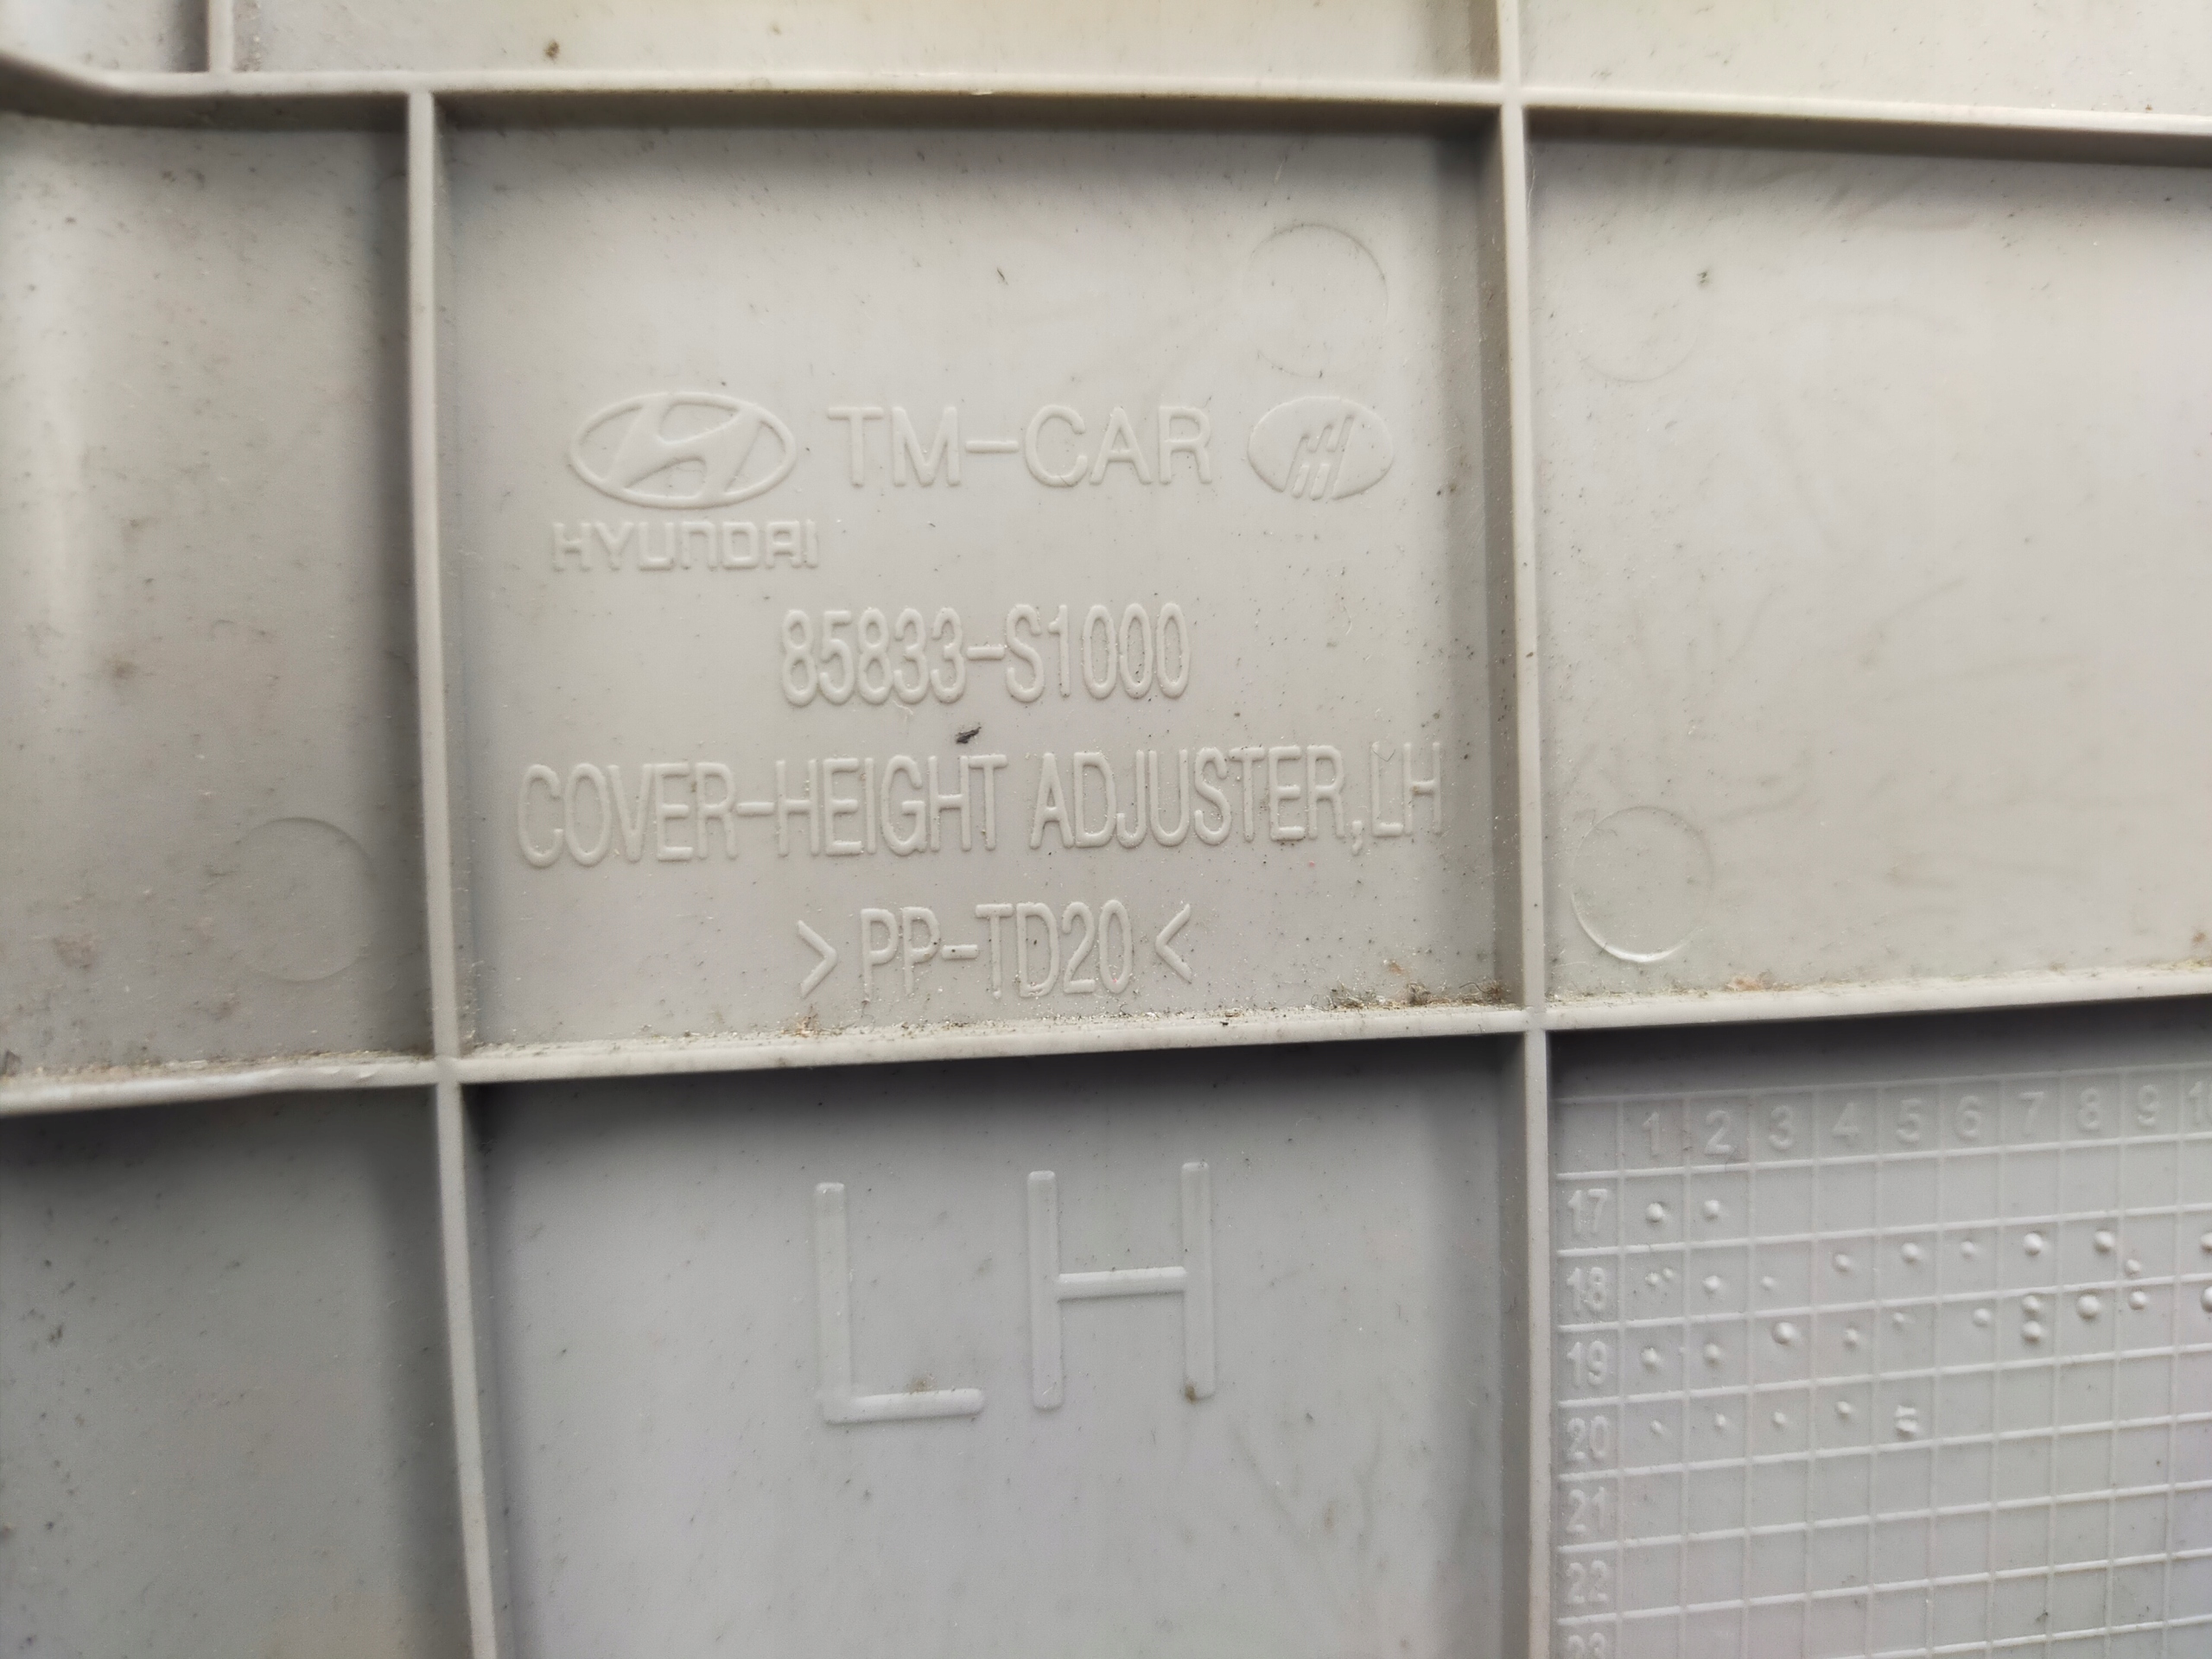 TM-CAR
HYUNDAI
85833-S1000
COVER-HEIGHT ADJUSTER,LH
>PP-TD20<
LH
1 2 3 4 5 6 7 8 9
17
18
19
20
21
22
23